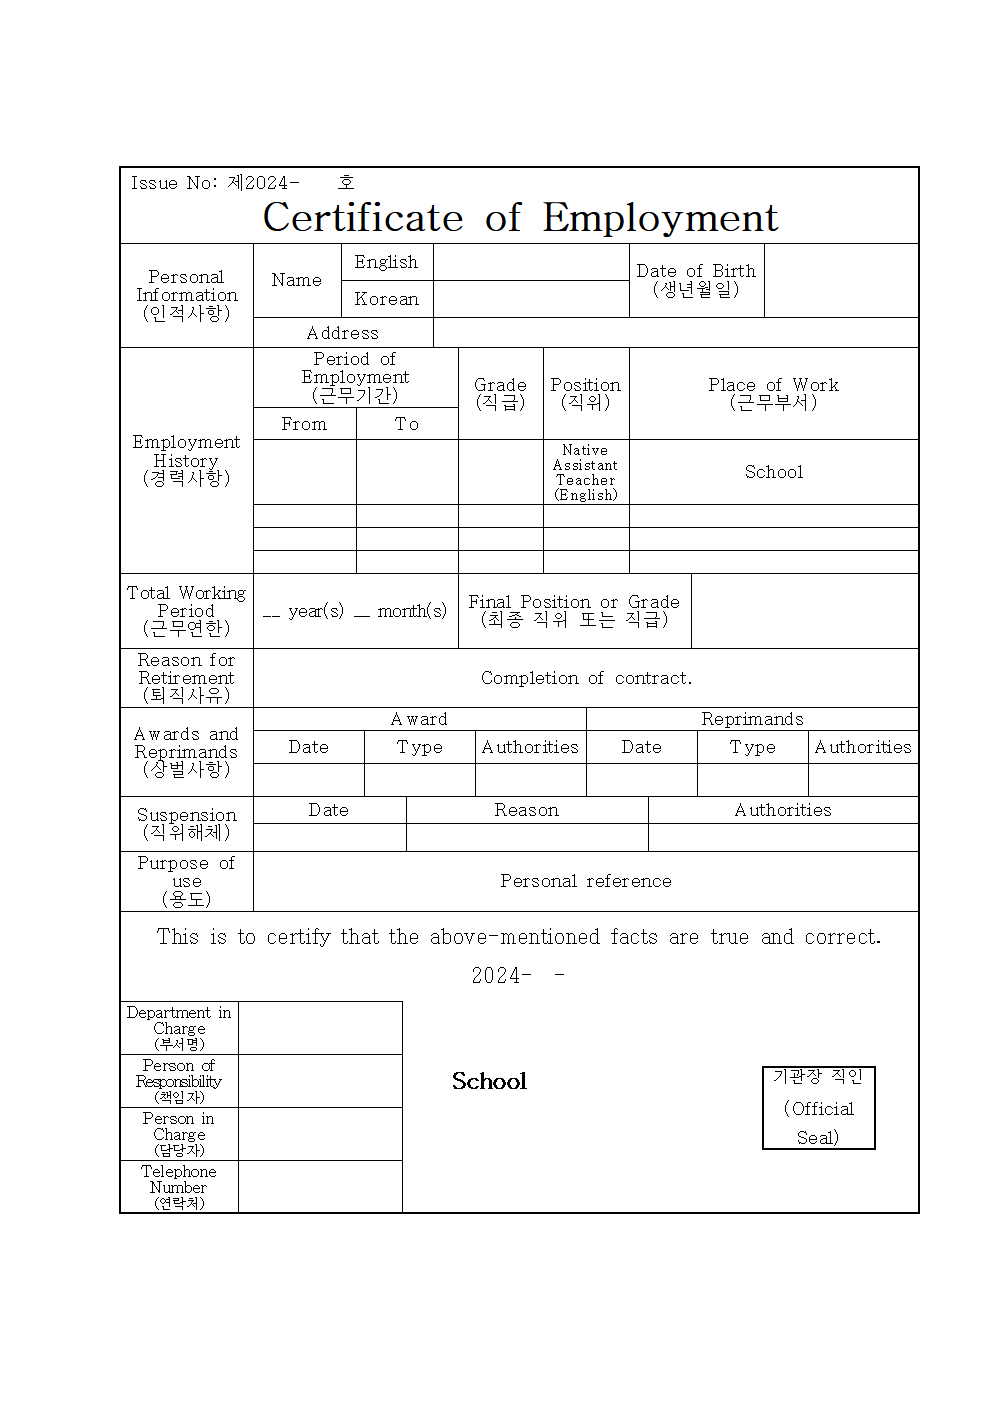 Issue No: 제2024-    호
Certificate of Employment
Personal
Information
(인적사항)
Name
English
Korean
Date of Birth
(생년월일)
Address
Employment
History
(경력사항)
Period of
Employment
(근무기간)
From
To
Grade
(직급)
Position
(직위)
Place of Work
(근무부서)
Native
Assistant
Teacher
(English)
School
Total Working
Period
(근무연한)
__ year(s) __ month(s)
Final Position or Grade
(최종 직위 또는 직급)
Reason for
Retirement
(퇴직사유)
Completion of contract.
Awards and
Reprimands
(상벌사항)
Award
Reprimands
Date
Type
Authorities
Date
Type
Authorities
Suspension
(직위해체)
Date
Reason
Authorities
Purpose of
use
(용도)
Personal reference
This is to certify that the above-mentioned facts are true and correct.
2024-  -
Department in
Charge
(부서명)
Person of
Responsibility
(책임자)
Person in
Charge
(담당자)
Telephone
Number
(연락처)
School
기관장 직인
(Official
Seal)